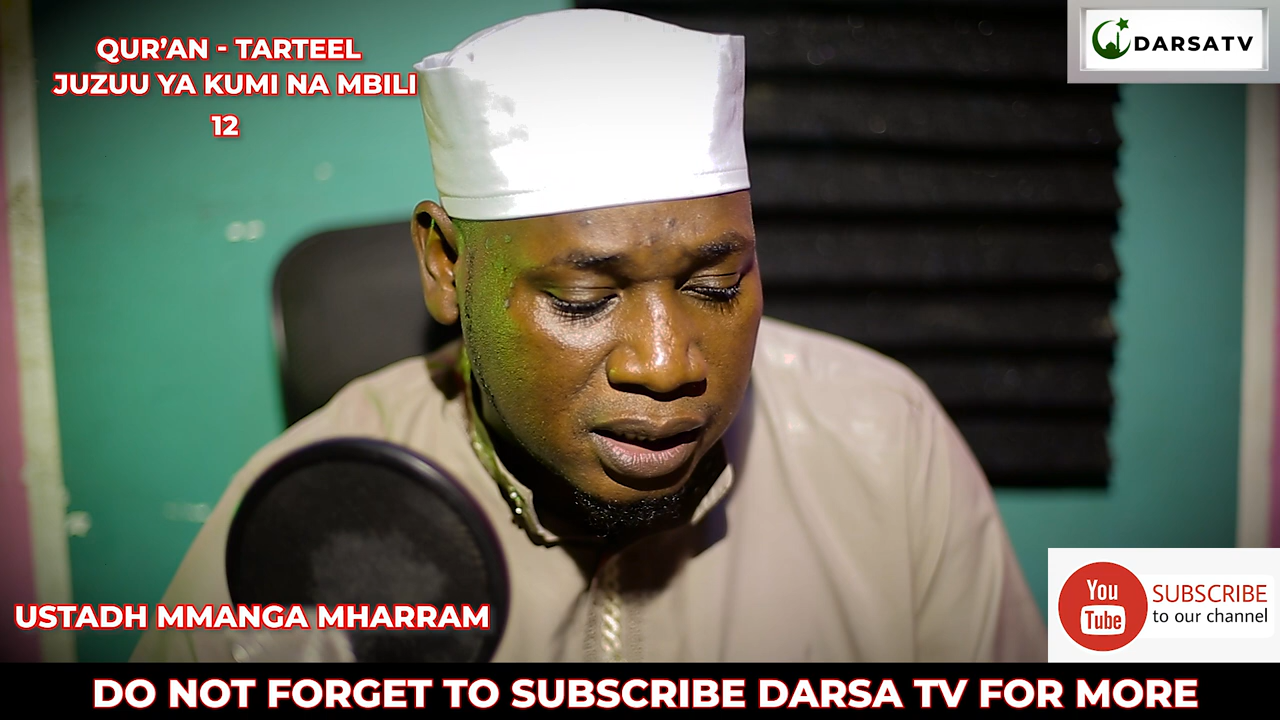 QUR'AN - TARTEEL
JUZUU YA KUMI NA MBILI
12
DARSATV
USTADH MMANGA MHARRAM
You
Tube
SUBSCRIBE
to our channel
DO NOT FORGET TO SUBSCRIBE DARSA TV FOR MORE